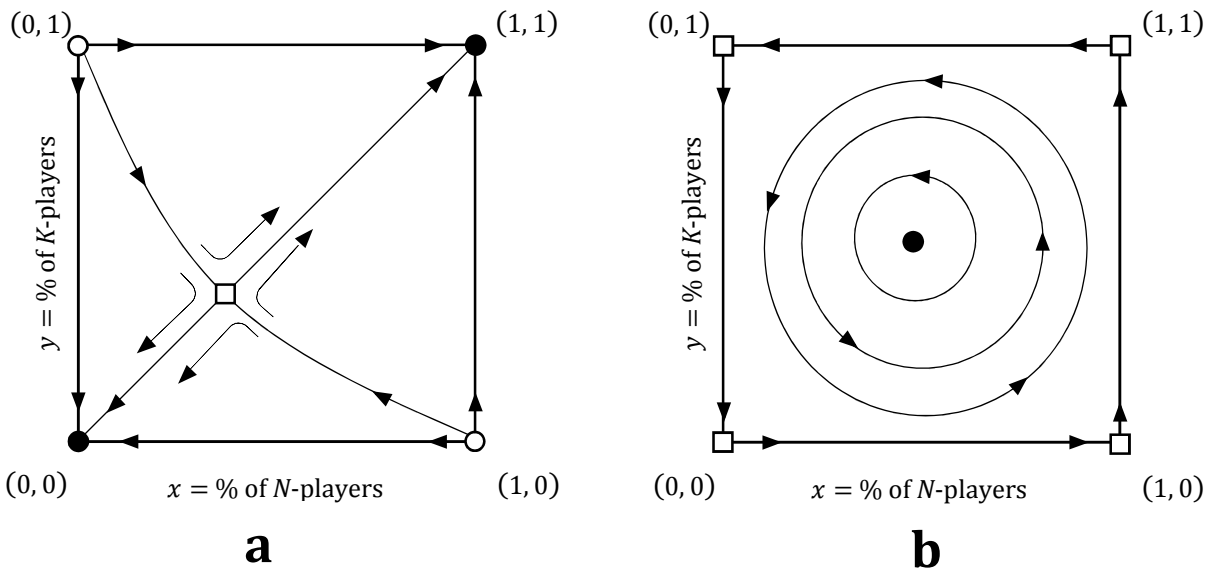 (0, 1)
(1, 1)
y = % of K-players
(0, 0)
x = % of N-players
(1, 0)
a
(0, 1)
(1, 1)
y = % of K-players
(0, 0)
x = % of N-players
(1, 0)
b